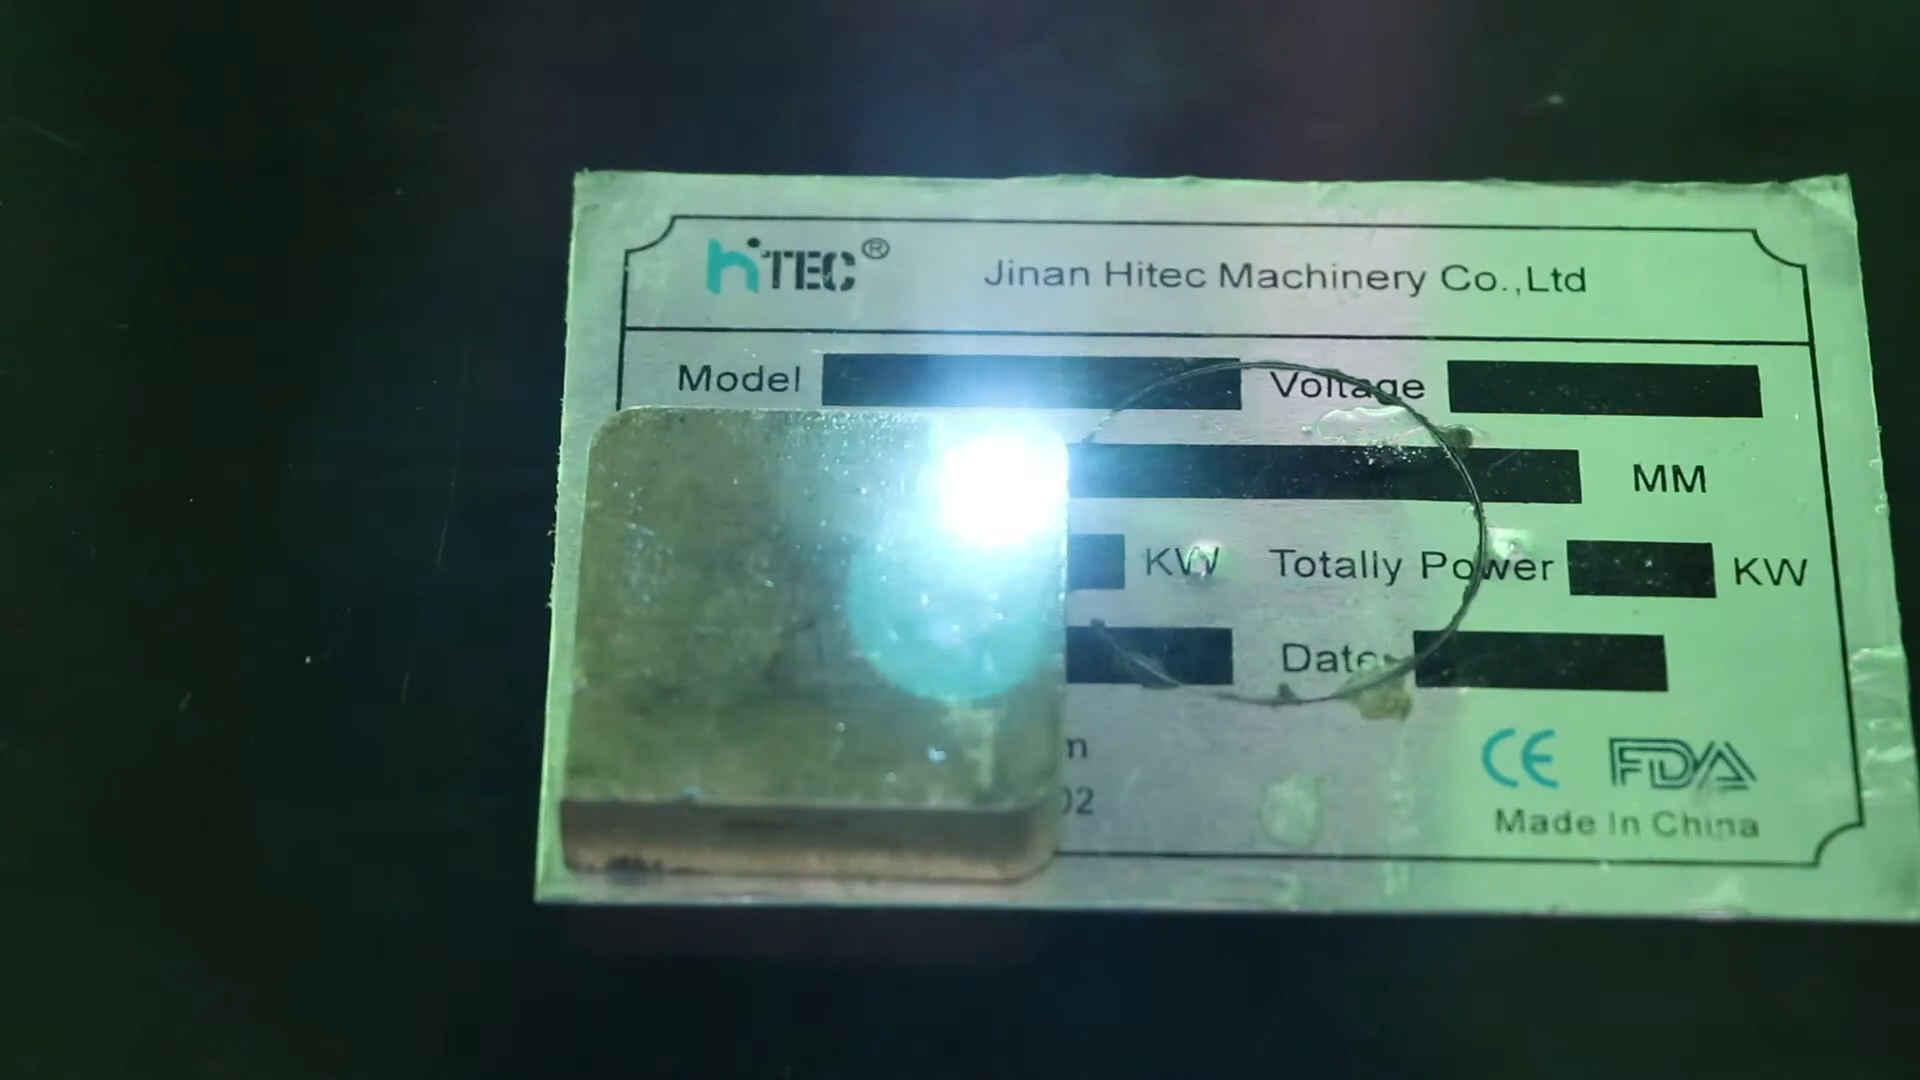 hiTEC®
Jinan Hitec Machinery Co.,Ltd
Model Voltage
MM
KW Totally Power KW
Date
m
02
CE FDA
Made In China